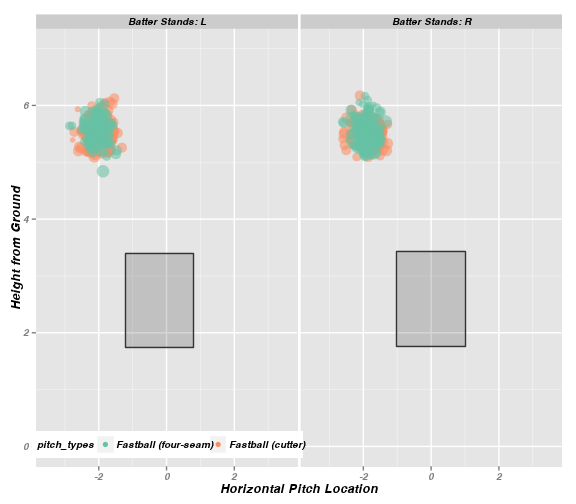 Batter Stands: L
Batter Stands: R
Height from Ground
6
4
2
0
pitch_types Fastball (four-seam) Fastball (cutter)
-2 0 2
-2 0 2
Horizontal Pitch Location